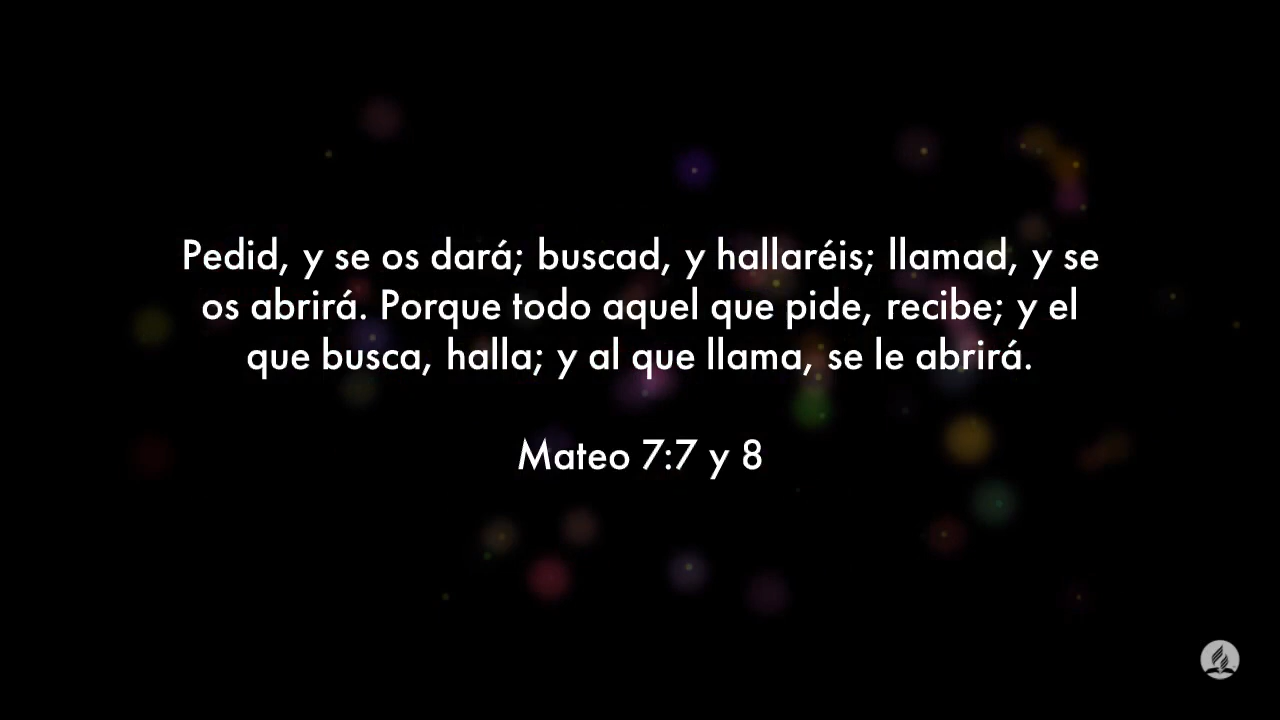 Pedid, y se os dará; buscad, y hallaréis; llamad, y se
os abrirá. Porque todo aquel que pide, recibe; y el
que busca, halla; y al que llama, se le abrirá.
Mateo 7:7 y 8